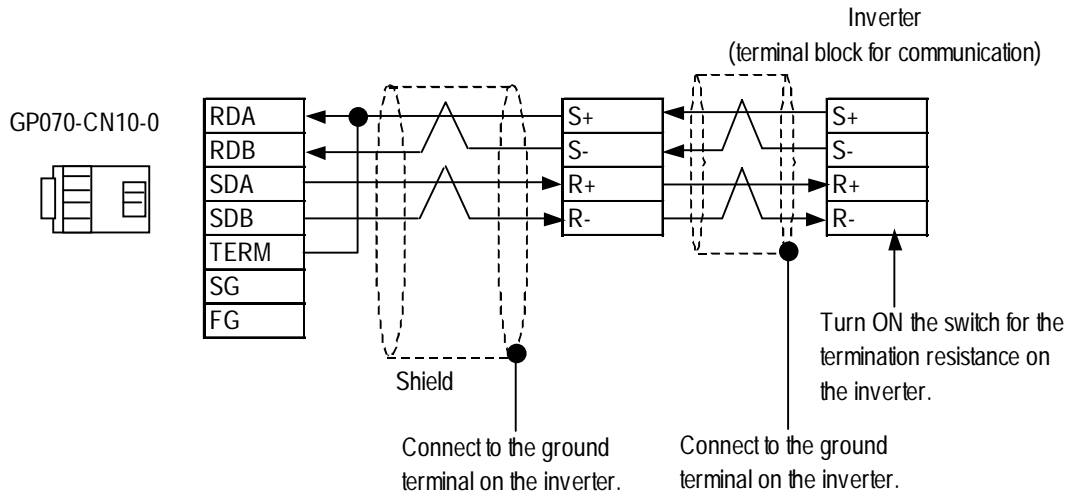 Inverter
(terminal block for communication)
GP070-CN10-0
RDA
RDB
SDA
SDB
TERM
SG
FG
S+
S-
R+
R-
S+
S-
R+
R-
Shield
Turn ON the switch for the
termination resistance on
the inverter.
Connect to the ground
terminal on the inverter.
Connect to the ground
terminal on the inverter.